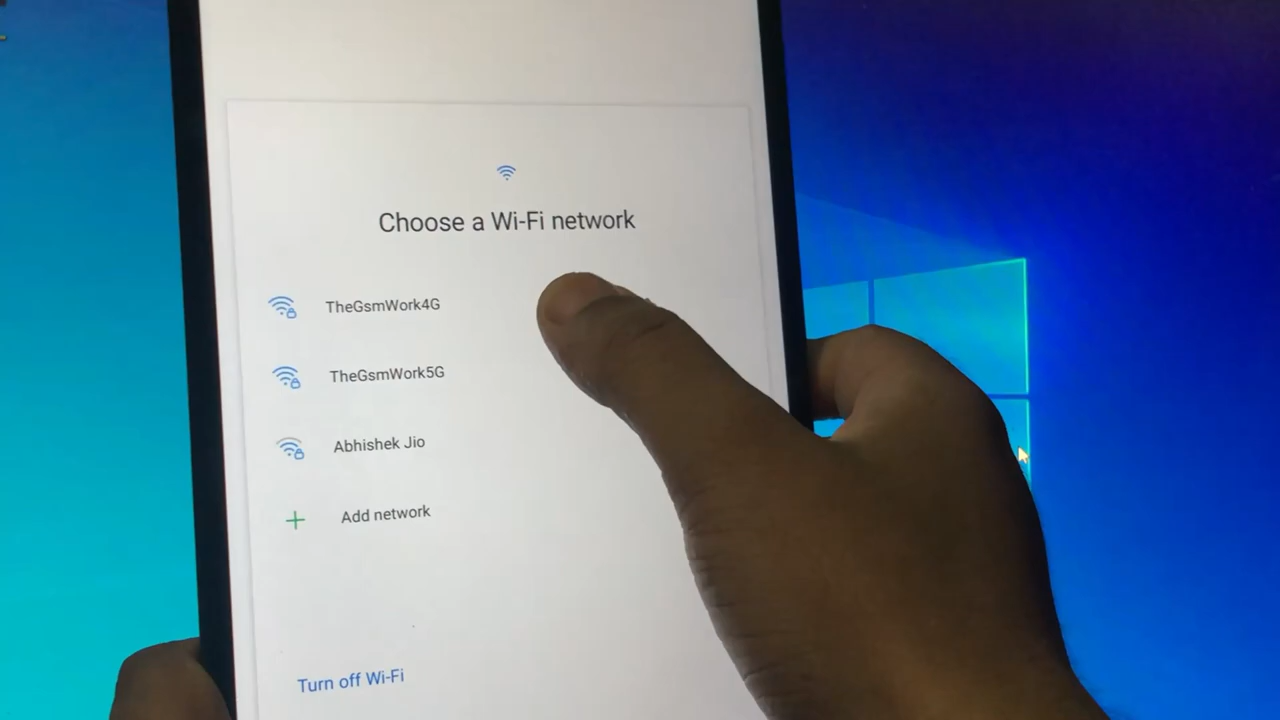 Choose a Wi-Fi network
TheGsmWork4G
TheGsmWork5G
Abhishek Jio
Add network
Turn off Wi-Fi